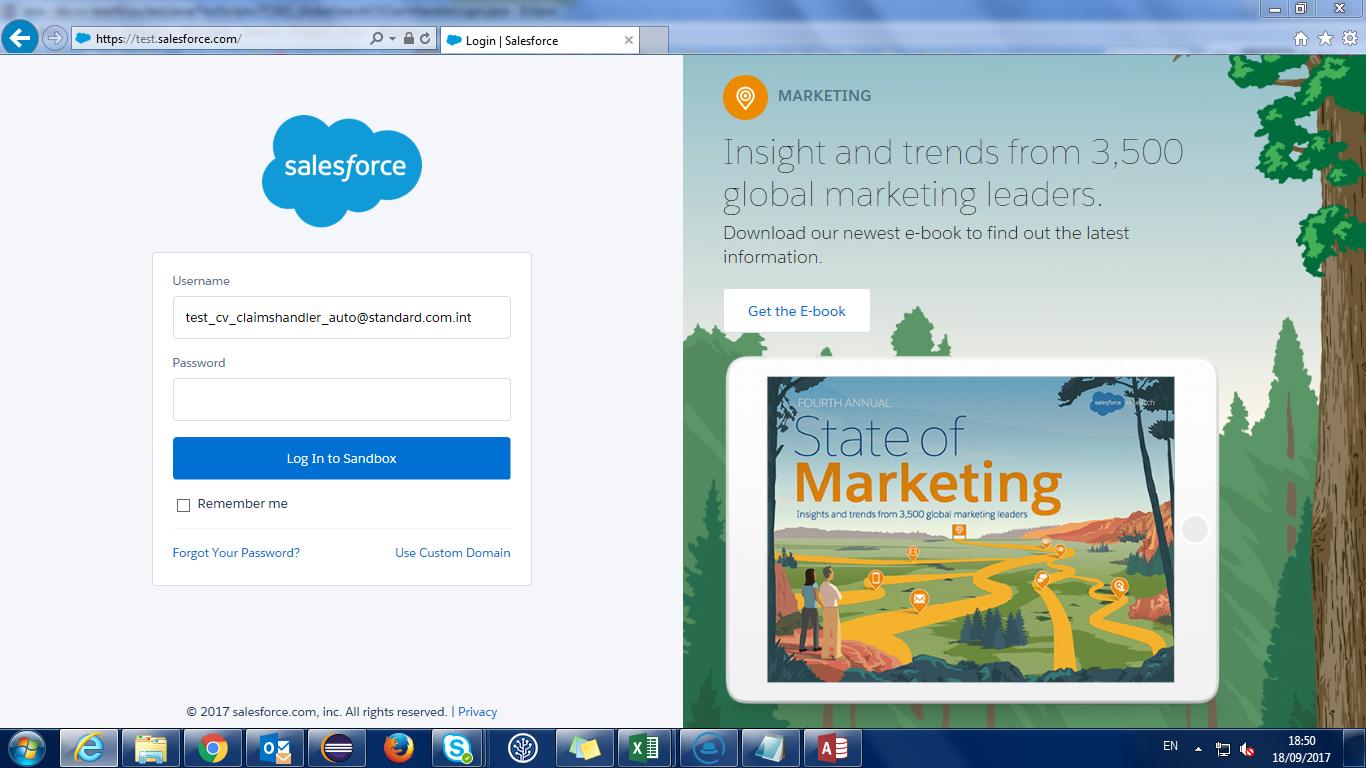 https://test.salesforce.com/
Login | Salesforce
salesforce
Username
test_cv_claimshandler_auto@standard.com.int
Password
Log In to Sandbox
Remember me
Forgot Your Password?
Use Custom Domain
© 2017 salesforce.com, inc. All rights reserved. | Privacy
MARKETING
Insight and trends from 3,500
global marketing leaders.
Download our newest e-book to find out the latest
information.
Get the E-book
FOURTH ANNUAL
salesforce research
State of
Marketing
Insights and trends from 3,500 global marketing leaders
EN
18:50
18/09/2017